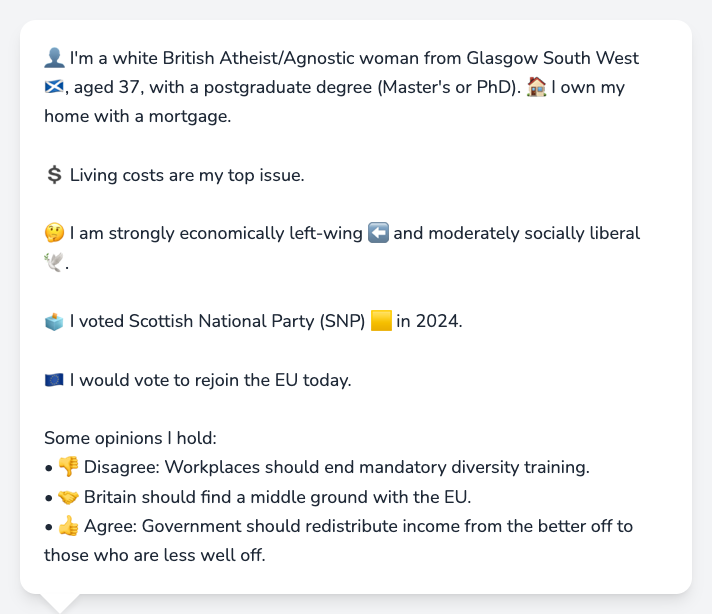 👤 I'm a white British Atheist/Agnostic woman from Glasgow South West
🏴󠁧󠁢󠁳󠁣󠁴󠁿, aged 37, with a postgraduate degree (Master's or PhD). 🏠 I own my
home with a mortgage.
💲 Living costs are my top issue.
🤔 I am strongly economically left-wing ⬅️ and moderately socially liberal
🕊️.
🗳️ I voted Scottish National Party (SNP) 🟨 in 2024.
🇪🇺 I would vote to rejoin the EU today.
Some opinions I hold:
• 👎 Disagree: Workplaces should end mandatory diversity training.
• 🤝 Britain should find a middle ground with the EU.
• 👍 Agree: Government should redistribute income from the better off to
those who are less well off.